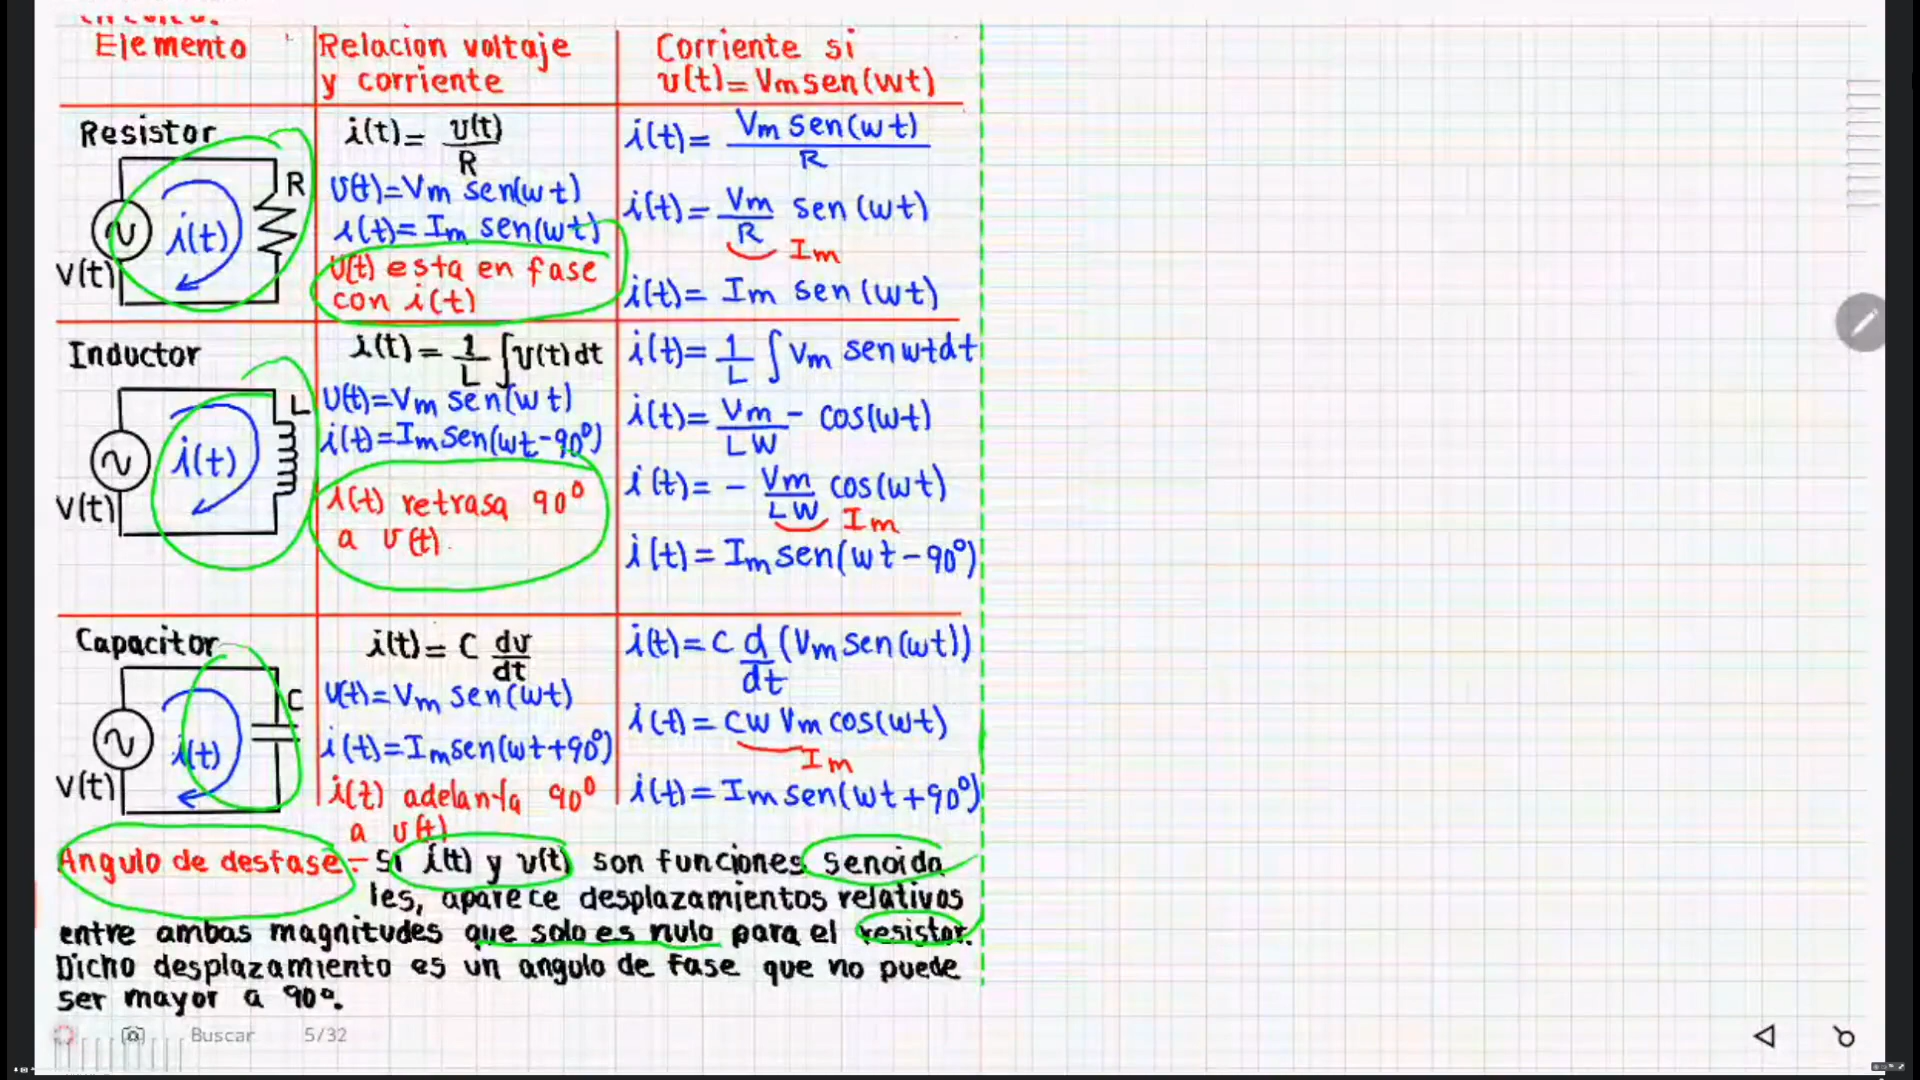 Elemento
Relacion voltaje
y corriente
Corriente si
v(t)=Vm sen(wt)
Resistor
R
i(t)
V(t)
i(t)= v(t)/R
v(t)=Vm sen(wt)
i(t)= Im sen(wt)
v(t) esta en fase
con i(t)
i(t)= Vm sen(wt)/R
i(t)= Vm/R sen(wt)
Im
i(t)= Im sen(wt)
Inductor
L
i(t)
V(t)
i(t)= 1/L ∫v(t)dt
v(t)=Vm sen(wt)
i(t)=Im sen(wt-90°)
i(t) retrasa 90°
a v(t).
i(t)= 1/L ∫Vm senwtdt
i(t)= Vm/LW - cos(wt)
i(t)= - Vm/LW cos(wt)
Im
i(t)= Im sen(wt-90°)
Capacitor
C
i(t)
V(t)
i(t)= C dv/dt
v(t)=Vm sen(wt)
i(t)=Im sen(wt+90°)
i(t) adelanta 90°
a v(t)
i(t)= C d/dt (Vm sen(wt))
i(t)= CW Vm cos(wt)
Im
i(t)= Im sen(wt+90°)
Angulo de desfase.- Si i(t) y v(t) son funciones senoida
les, aparece desplazamientos relativos
entre ambas magnitudes que solo es nulo para el resistor.
Dicho desplazamiento es un angulo de fase que no puede
ser mayor a 90°.
Buscar 5/32